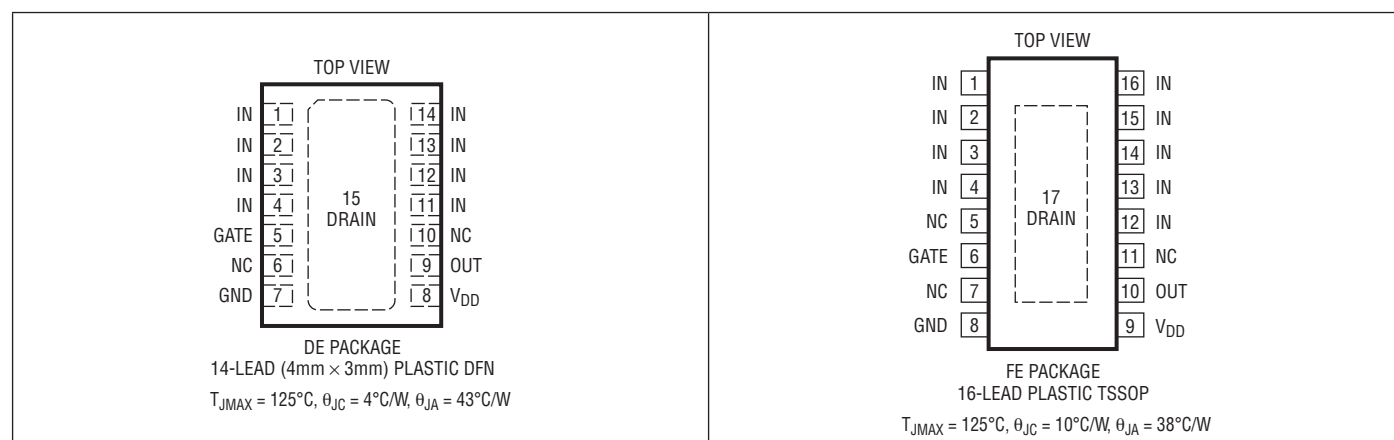 TOP VIEW
IN 1 14 IN
IN 2 13 IN
IN 3 12 IN
IN 4 11 IN
GATE 5 10 NC
NC 6 9 OUT
GND 7 8 VDD
15
DRAIN
DE PACKAGE
14-LEAD (4mm × 3mm) PLASTIC DFN
TJMAX = 125°C, θJC = 4°C/W, θJA = 43°C/W
TOP VIEW
IN 1 16 IN
IN 2 15 IN
IN 3 14 IN
IN 4 13 IN
NC 5 12 IN
GATE 6 11 NC
NC 7 10 OUT
GND 8 9 VDD
17
DRAIN
FE PACKAGE
16-LEAD PLASTIC TSSOP
TJMAX = 125°C, θJC = 10°C/W, θJA = 38°C/W